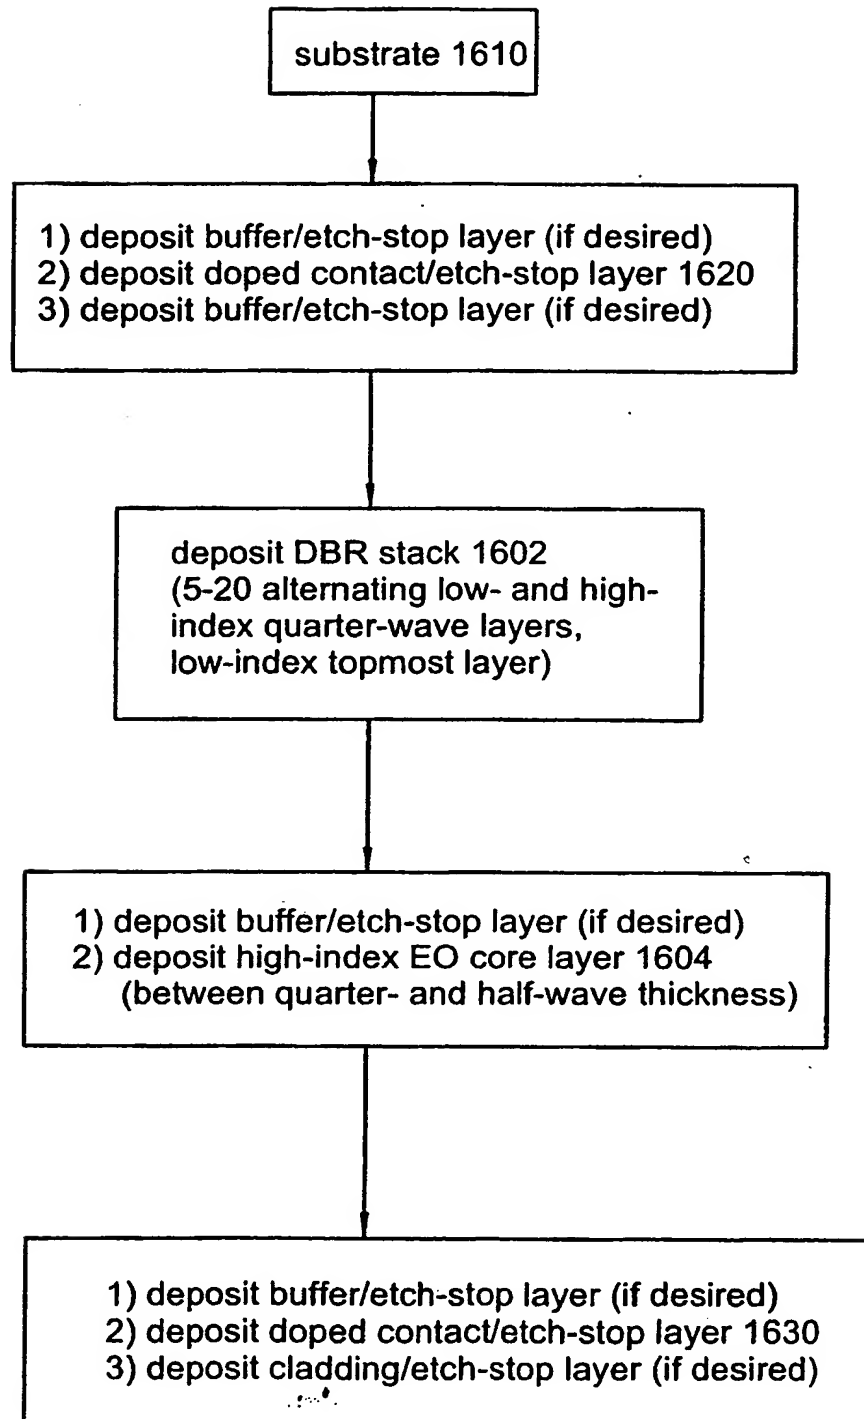 substrate 1610
1) deposit buffer/etch-stop layer (if desired)
2) deposit doped contact/etch-stop layer 1620
3) deposit buffer/etch-stop layer (if desired)
deposit DBR stack 1602
(5-20 alternating low- and high-
index quarter-wave layers,
low-index topmost layer)
1) deposit buffer/etch-stop layer (if desired)
2) deposit high-index EO core layer 1604
(between quarter- and half-wave thickness)
1) deposit buffer/etch-stop layer (if desired)
2) deposit doped contact/etch-stop layer 1630
3) deposit cladding/etch-stop layer (if desired)